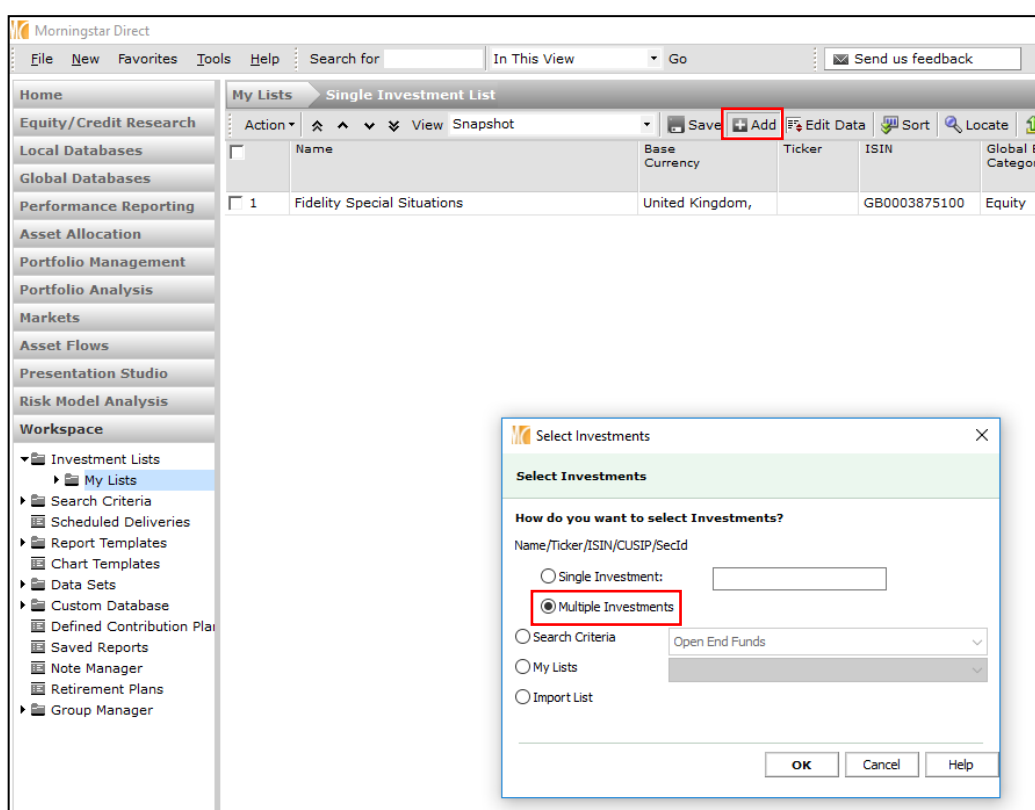 Morningstar Direct
File New Favorites Tools Help Search for In This View Go Send us feedback
Home
Equity/Credit Research
Local Databases
Global Databases
Performance Reporting
Asset Allocation
Portfolio Management
Portfolio Analysis
Markets
Asset Flows
Presentation Studio
Risk Model Analysis
Workspace
Investment Lists
My Lists
Search Criteria
Scheduled Deliveries
Report Templates
Chart Templates
Data Sets
Custom Database
Defined Contribution Pla
Saved Reports
Note Manager
Retirement Plans
Group Manager
My Lists Single Investment List
Action View Snapshot Save Add Edit Data Sort Locate
Name Base Currency Ticker ISIN Global Catego
1 Fidelity Special Situations United Kingdom, GB0003875100 Equity
Select Investments
Select Investments
How do you want to select Investments?
Name/Ticker/ISIN/CUSIP/SecId
Single Investment:
Multiple Investments
Search Criteria Open End Funds
My Lists
Import List
OK Cancel Help